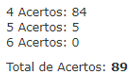 4 Acertos: 84
5 Acertos: 5
6 Acertos: 0
Total de Acertos: 89